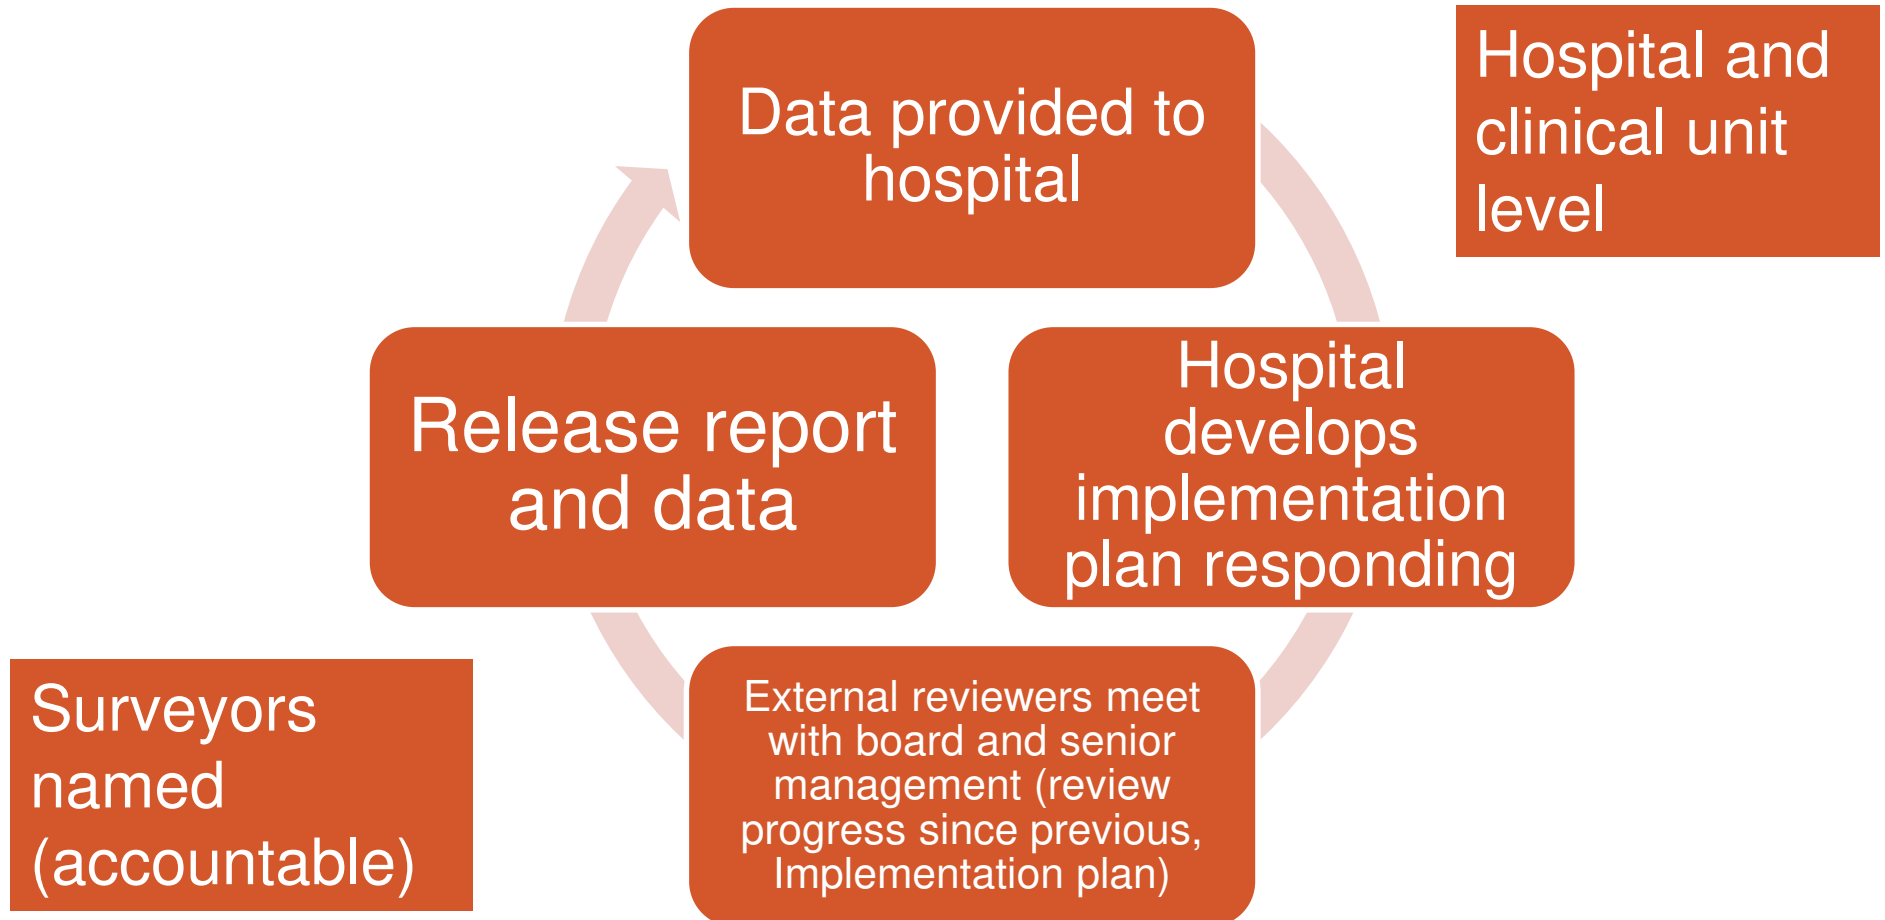 Data provided to
hospital
Hospital and
clinical unit
level
Hospital
develops
implementation
plan responding
External reviewers meet
with board and senior
management (review
progress since previous,
Implementation plan)
Release report
and data
Surveyors
named
(accountable)